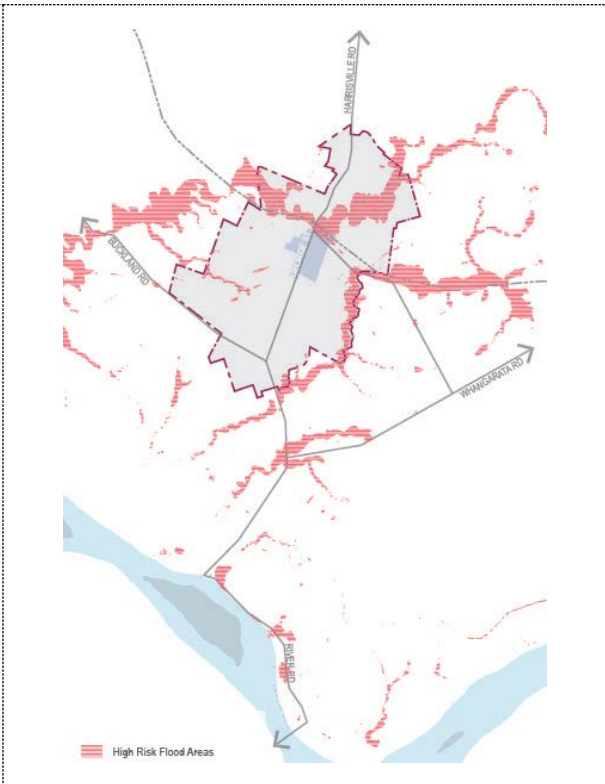 HARRISVILLE RD
BUCKLAND RD
WHANGARATA RD
RIVER RD
High Risk Flood Areas